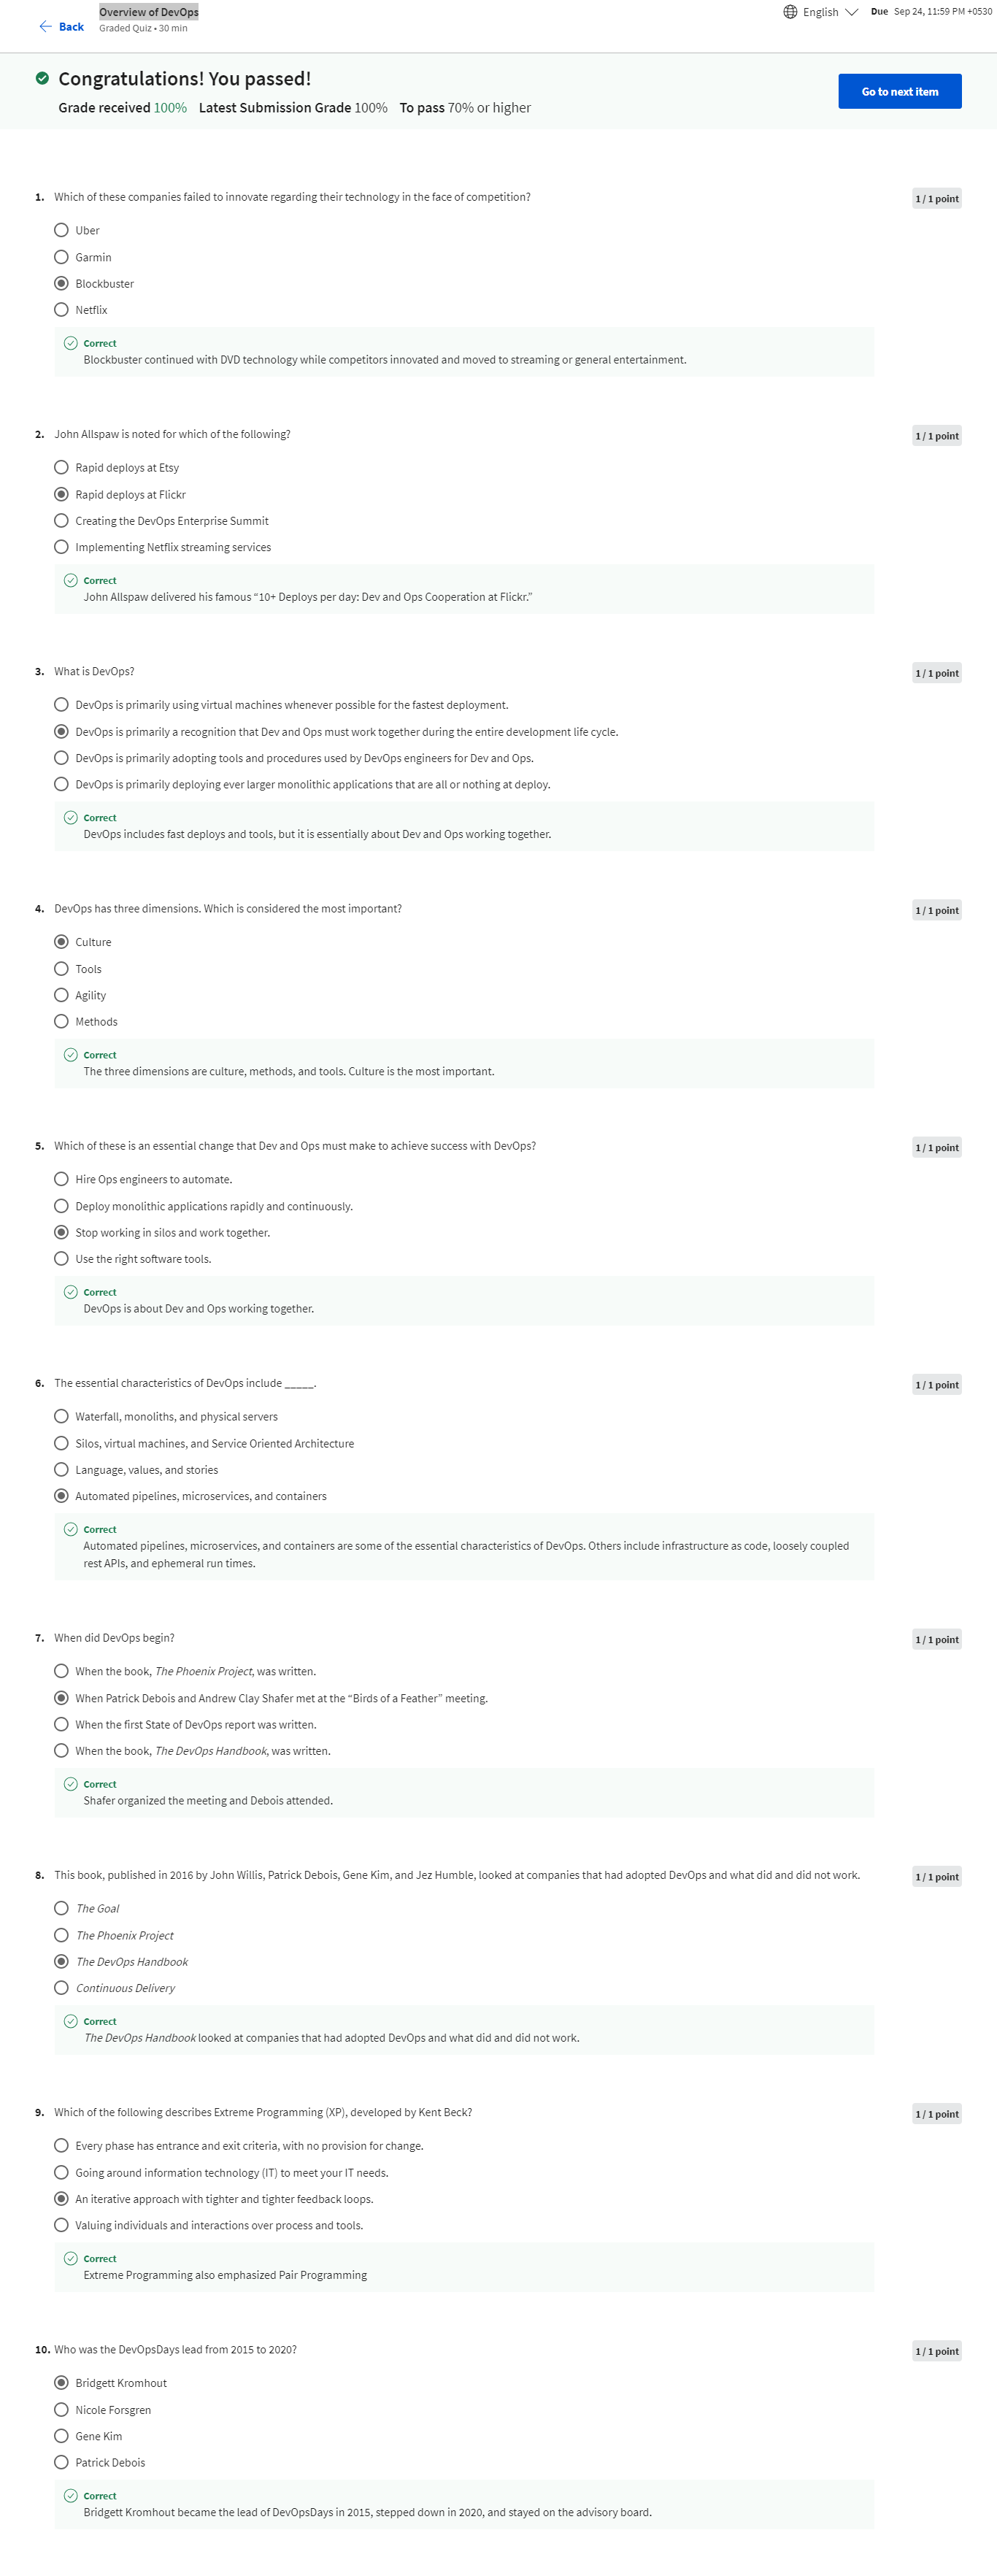 Back
Overview of DevOps
Graded Quiz • 30 min
English
Due Sep 24, 11:59 PM +0530
Congratulations! You passed!
Grade received 100% Latest Submission Grade 100% To pass 70% or higher
Go to next item
1. Which of these companies failed to innovate regarding their technology in the face of competition?
1 / 1 point
Uber
Garmin
Blockbuster
Netflix
Correct
Blockbuster continued with DVD technology while competitors innovated and moved to streaming or general entertainment.
2. John Allspaw is noted for which of the following?
1 / 1 point
Rapid deploys at Etsy
Rapid deploys at Flickr
Creating the DevOps Enterprise Summit
Implementing Netflix streaming services
Correct
John Allspaw delivered his famous “10+ Deploys per day: Dev and Ops Cooperation at Flickr.”
3. What is DevOps?
1 / 1 point
DevOps is primarily using virtual machines whenever possible for the fastest deployment.
DevOps is primarily a recognition that Dev and Ops must work together during the entire development life cycle.
DevOps is primarily adopting tools and procedures used by DevOps engineers for Dev and Ops.
DevOps is primarily deploying ever larger monolithic applications that are all or nothing at deploy.
Correct
DevOps includes fast deploys and tools, but it is essentially about Dev and Ops working together.
4. DevOps has three dimensions. Which is considered the most important?
1 / 1 point
Culture
Tools
Agility
Methods
Correct
The three dimensions are culture, methods, and tools. Culture is the most important.
5. Which of these is an essential change that Dev and Ops must make to achieve success with DevOps?
1 / 1 point
Hire Ops engineers to automate.
Deploy monolithic applications rapidly and continuously.
Stop working in silos and work together.
Use the right software tools.
Correct
DevOps is about Dev and Ops working together.
6. The essential characteristics of DevOps include _____.
1 / 1 point
Waterfall, monoliths, and physical servers
Silos, virtual machines, and Service Oriented Architecture
Language, values, and stories
Automated pipelines, microservices, and containers
Correct
Automated pipelines, microservices, and containers are some of the essential characteristics of DevOps. Others include infrastructure as code, loosely coupled
rest APIs, and ephemeral run times.
7. When did DevOps begin?
1 / 1 point
When the book, The Phoenix Project, was written.
When Patrick Debois and Andrew Clay Shafer met at the “Birds of a Feather” meeting.
When the first State of DevOps report was written.
When the book, The DevOps Handbook, was written.
Correct
Shafer organized the meeting and Debois attended.
8. This book, published in 2016 by John Willis, Patrick Debois, Gene Kim, and Jez Humble, looked at companies that had adopted DevOps and what did and did not work.
1 / 1 point
The Goal
The Phoenix Project
The DevOps Handbook
Continuous Delivery
Correct
The DevOps Handbook looked at companies that had adopted DevOps and what did and did not work.
9. Which of the following describes Extreme Programming (XP), developed by Kent Beck?
1 / 1 point
Every phase has entrance and exit criteria, with no provision for change.
Going around information technology (IT) to meet your IT needs.
An iterative approach with tighter and tighter feedback loops.
Valuing individuals and interactions over process and tools.
Correct
Extreme Programming also emphasized Pair Programming
10. Who was the DevOpsDays lead from 2015 to 2020?
1 / 1 point
Bridgett Kromhout
Nicole Forsgren
Gene Kim
Patrick Debois
Correct
Bridgett Kromhout became the lead of DevOpsDays in 2015, stepped down in 2020, and stayed on the advisory board.